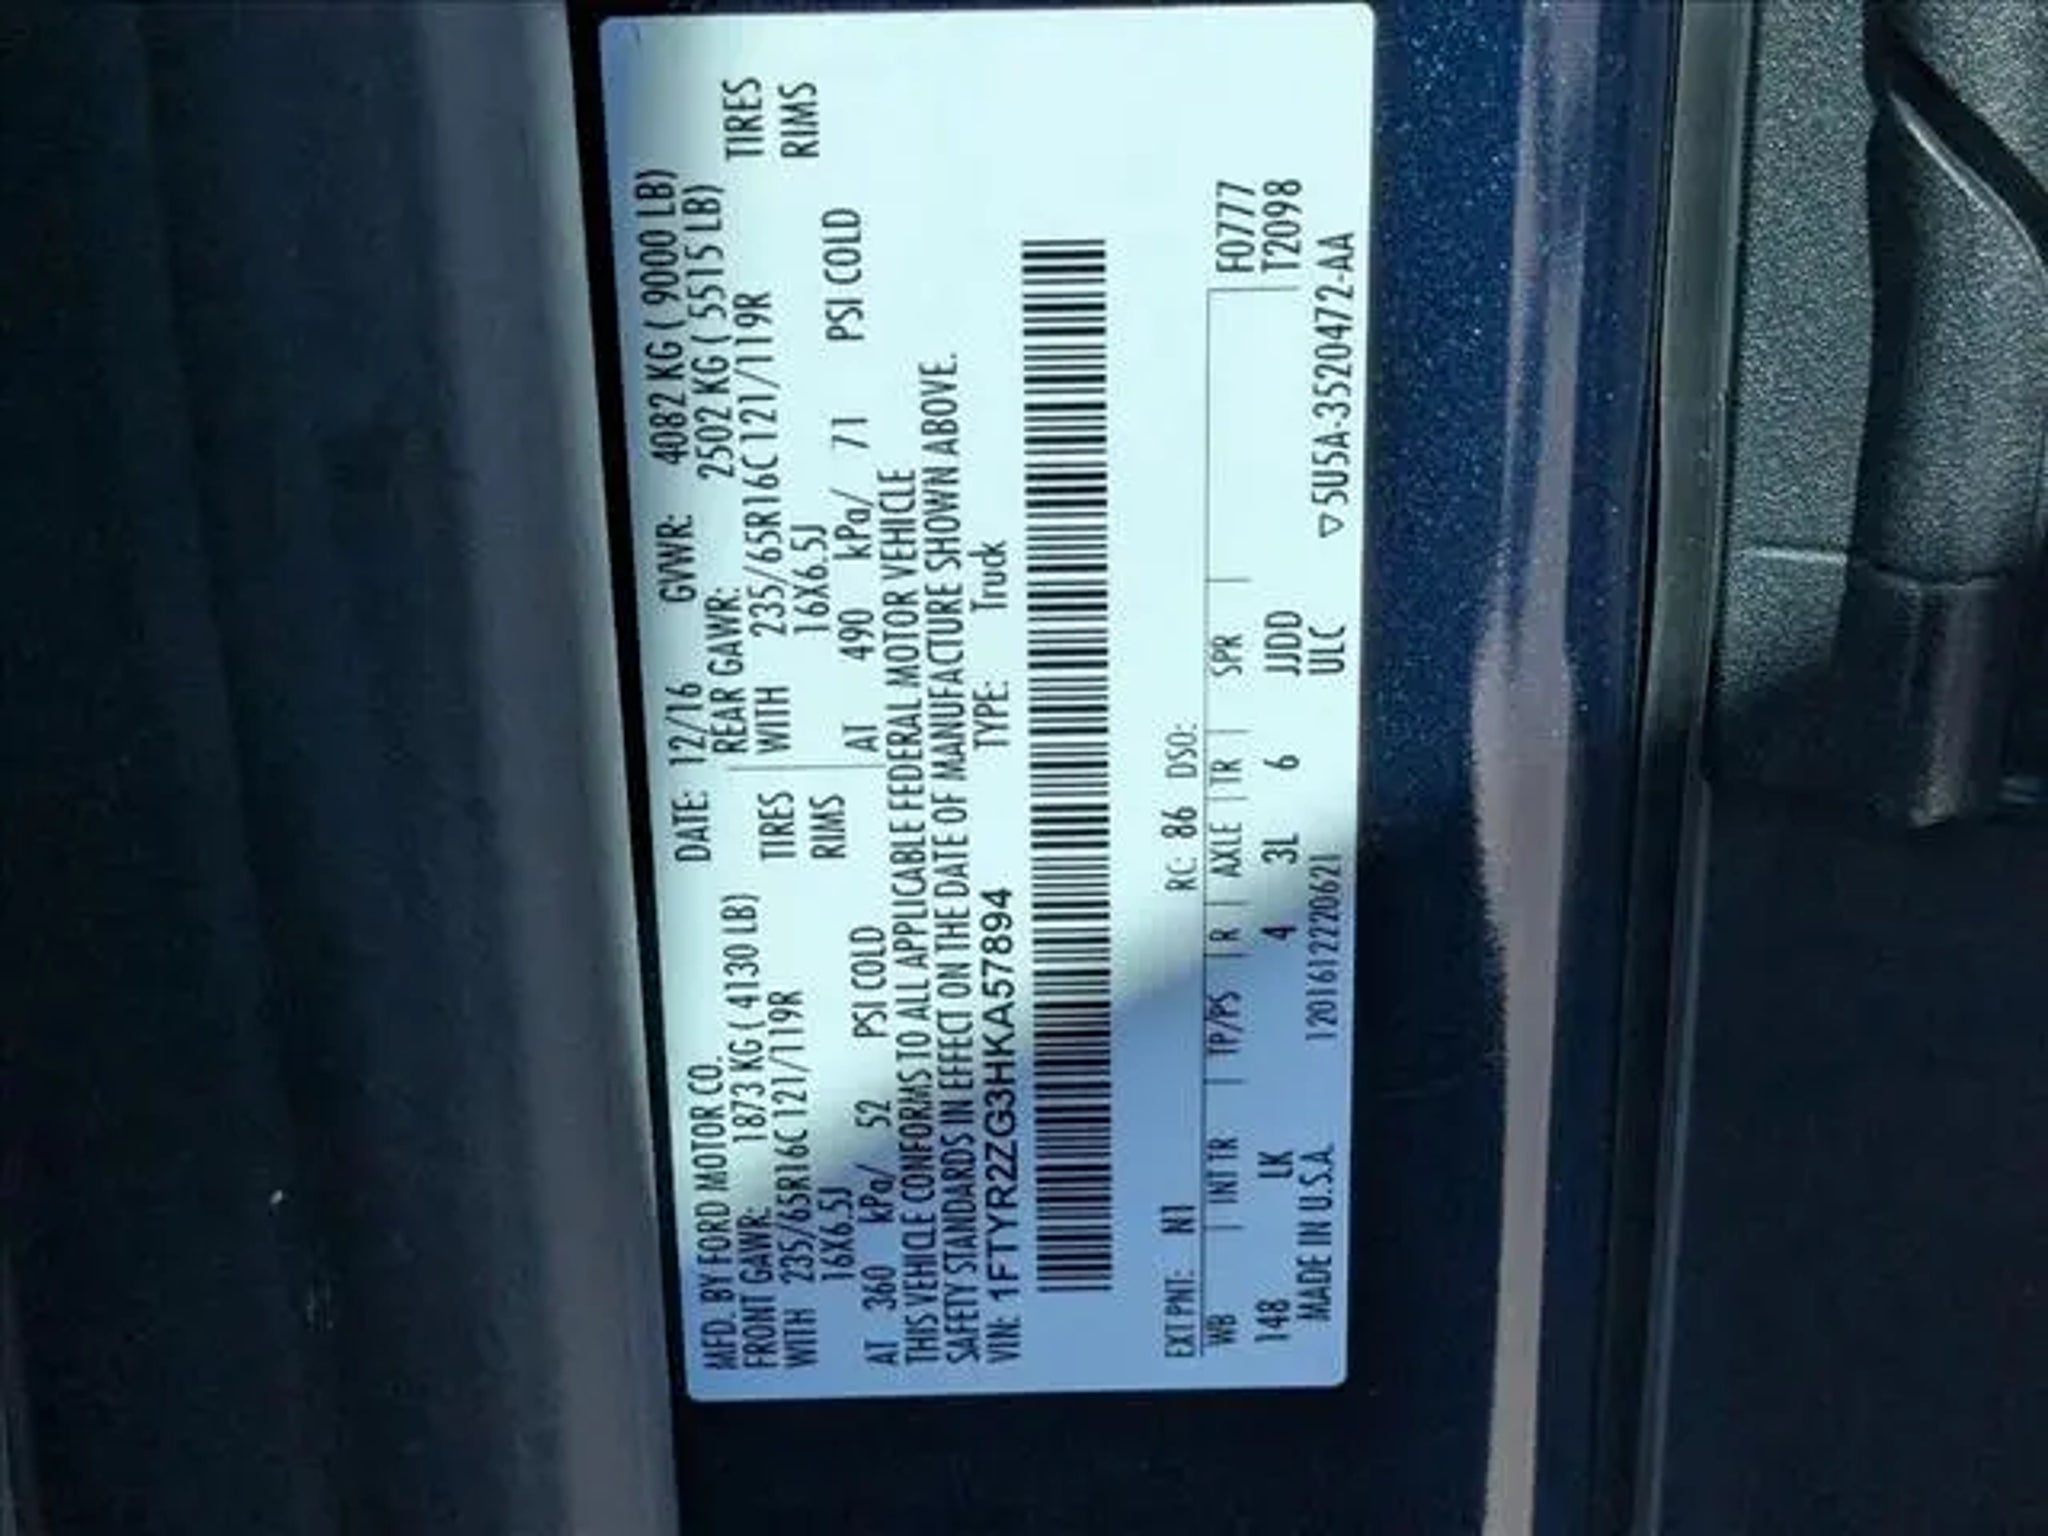 MFD. BY FORD MOTOR CO. DATE: 12/16 GVWR: 4082 KG ( 9000 LB)
FRONT GAWR: 1873 KG ( 4130 LB) REAR GAWR: 2502 KG ( 5515 LB)
WITH 235/65R16C 121/119R TIRES WITH 235/65R16C 121/119R TIRES
16X6.5J RIMS 16X6.5J RIMS
AT 360 kPa/ 52 PSI COLD AT 490 kPa/ 71 PSI COLD
THIS VEHICLE CONFORMS TO ALL APPLICABLE FEDERAL MOTOR VEHICLE
SAFETY STANDARDS IN EFFECT ON THE DATE OF MANUFACTURE SHOWN ABOVE.
VIN: 1FTYR2ZG3HKA57894 TYPE: Truck
EXT PNT: N1 RC: 86 DSO:
WB INT TR TP/PS R AXLE TR SPR F0777
148 LK 4 3L 6 JJDD T2098
MADE IN U.S.A. 1201612220621 ULC ▽5U5A-3520472-AA